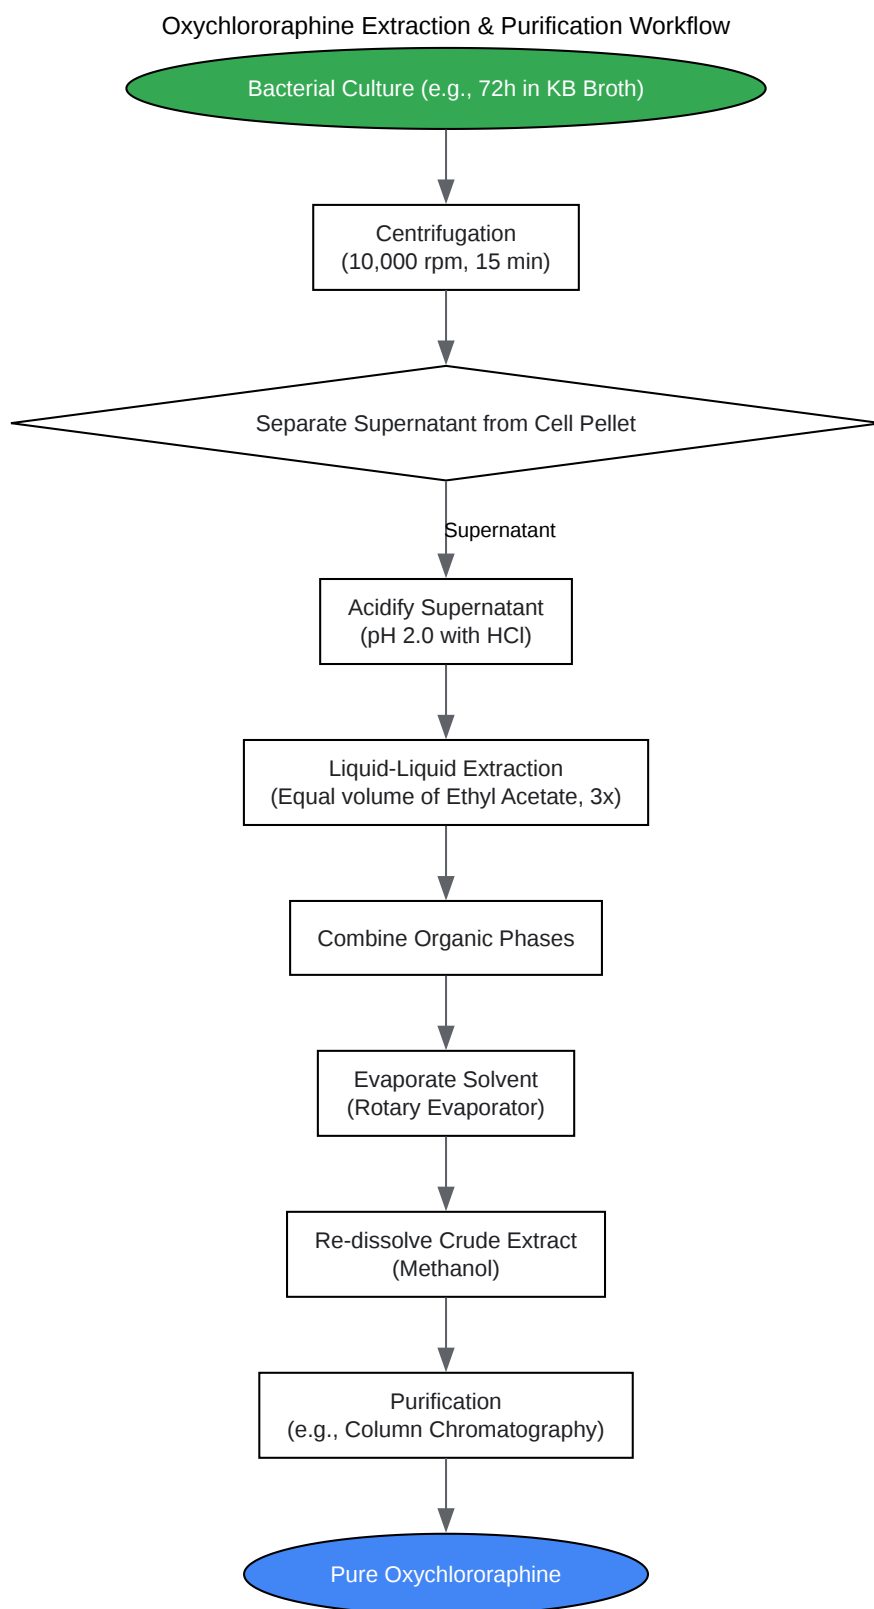 Oxychlororaphine Extraction & Purification Workflow
Bacterial Culture (e.g., 72h in KB Broth)
Centrifugation
(10,000 rpm, 15 min)
Separate Supernatant from Cell Pellet
Supernatant
Acidify Supernatant
(pH 2.0 with HCl)
Liquid-Liquid Extraction
(Equal volume of Ethyl Acetate, 3x)
Combine Organic Phases
Evaporate Solvent
(Rotary Evaporator)
Re-dissolve Crude Extract
(Methanol)
Purification
(e.g., Column Chromatography)
Pure Oxychlororaphine